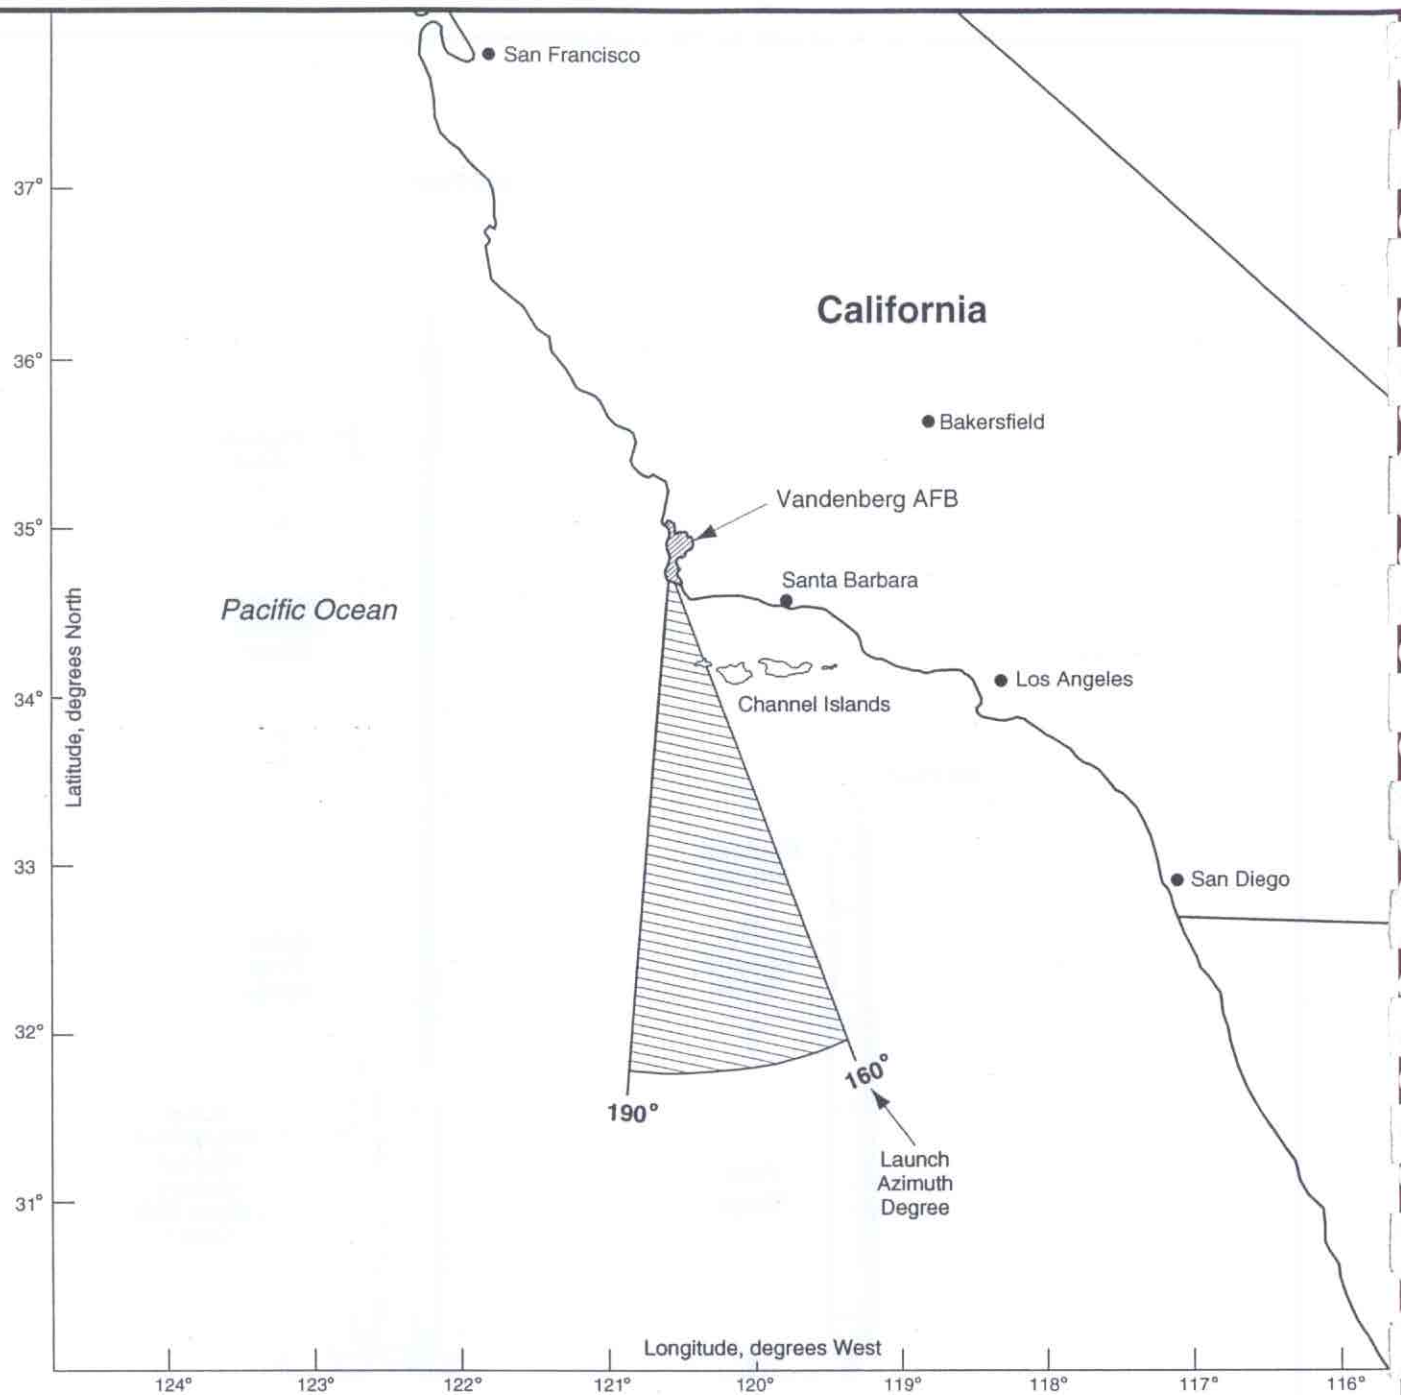 San Francisco
37°
California
36°
Bakersfield
Vandenberg AFB
35°
Santa Barbara
Pacific Ocean
Latitude, degrees North
Los Angeles
34°
Channel Islands
33
San Diego
32°
160°
190°
Launch
Azimuth
Degree
31°
Longitude, degrees West
124° 123° 122° 121° 120° 119° 118° 117° 116°